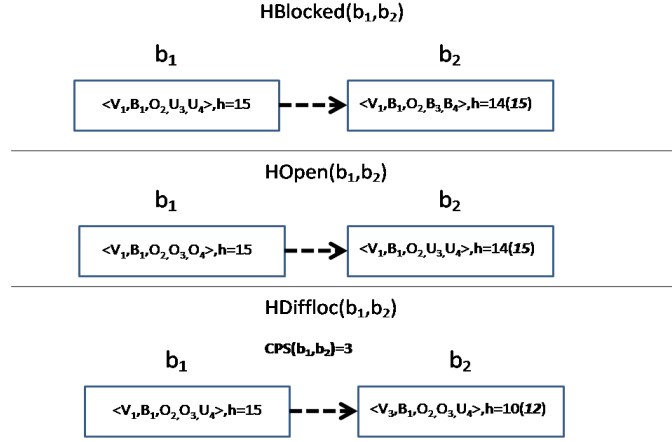 HBlocked(b₁,b₂)
b₁ b₂
<V₁,B₁,O₂,U₃,U₄>,h=15 <V₁,B₁,O₂,B₃,B₄>,h=14(15)
HOpen(b₁,b₂)
b₁ b₂
<V₁,B₁,O₂,O₃,O₄>,h=15 <V₁,B₁,O₂,U₃,U₄>,h=14(15)
HDiffloc(b₁,b₂)
CPS(b₁,b₂)=3
b₁ b₂
<V₁,B₁,O₂,O₃,U₄>,h=15 <V₃,B₁,O₂,O₃,U₄>,h=10(12)